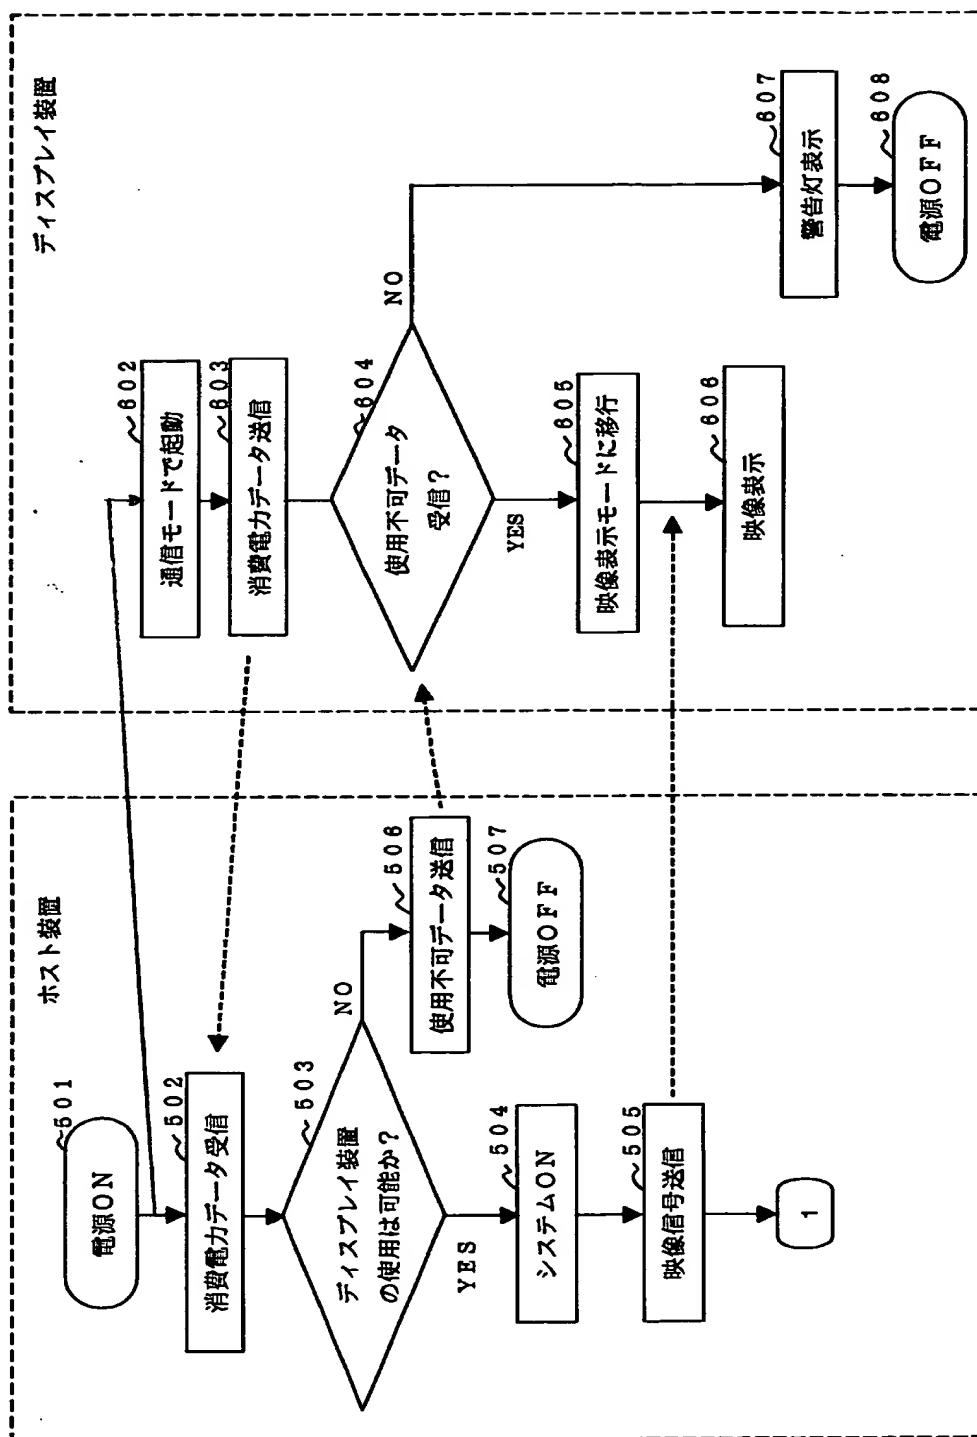 ホスト装置
電源ON
501
消費電力データ受信
502
ディスプレイ装置
の使用は可能か?
503
YES
NO
システムON
504
映像信号送信
505
1
使用不可データ送信
506
電源OFF
507
ディスプレイ装置
通信モードで起動
602
消費電力データ送信
603
使用不可データ
受信?
604
YES
NO
映像表示モードに移行
605
映像表示
606
警告灯表示
607
電源OFF
608